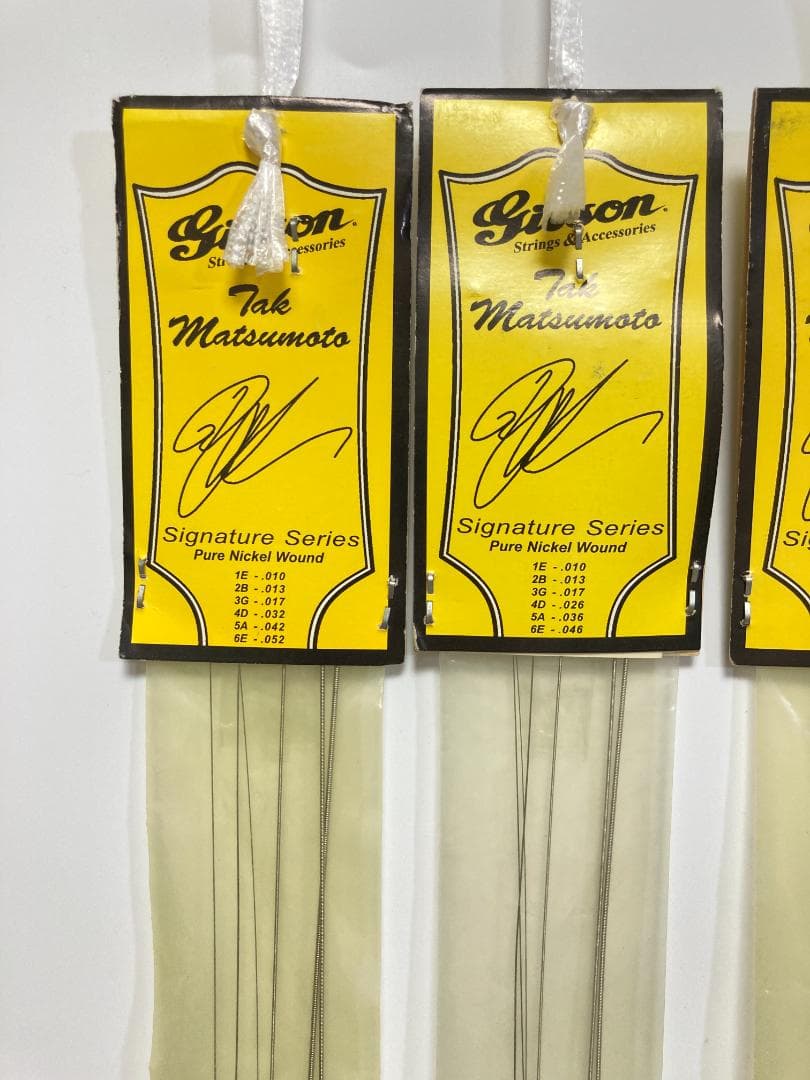 Gibson
Strings & Accessories
Tak
Matsumoto
Signature Series
Pure Nickel Wound
1E - .010
2B - .013
3G - .017
4D - .032
5A - .042
6E - .052
Gibson
Strings & Accessories
Tak
Matsumoto
Signature Series
Pure Nickel Wound
1E - .010
2B - .013
3G - .017
4D - .026
5A - .036
6E - .046
Si